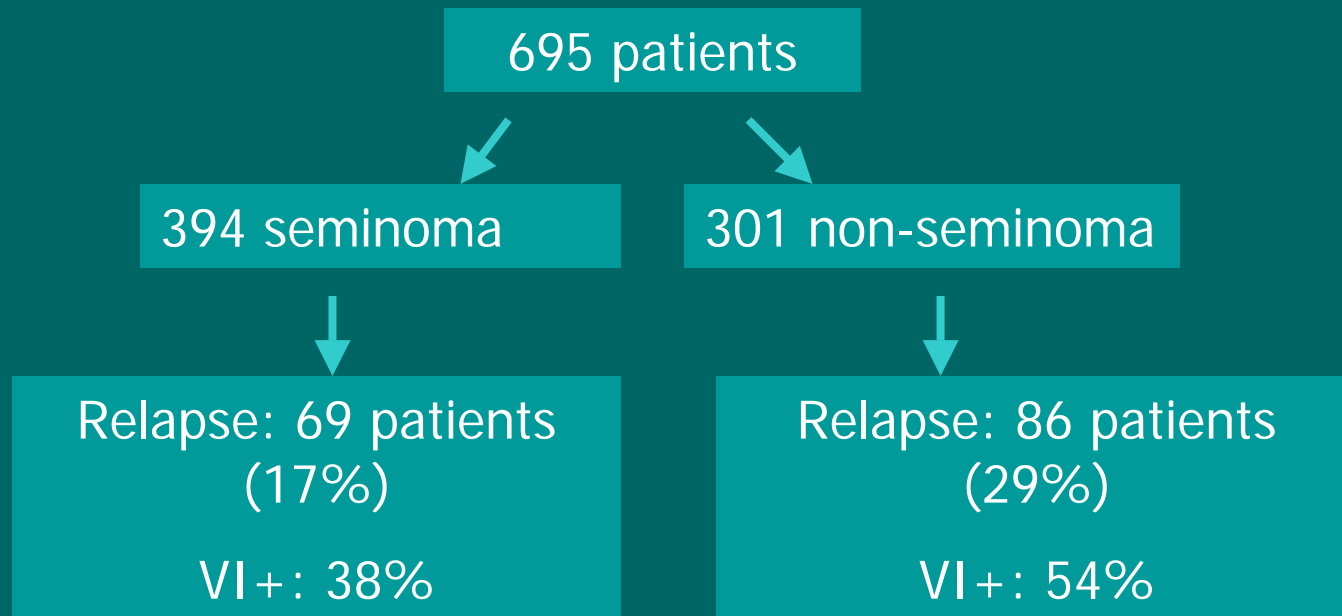 695 patients
394 seminoma
301 non-seminoma
Relapse: 69 patients
(17%)
VI+: 38%
Relapse: 86 patients
(29%)
VI+: 54%